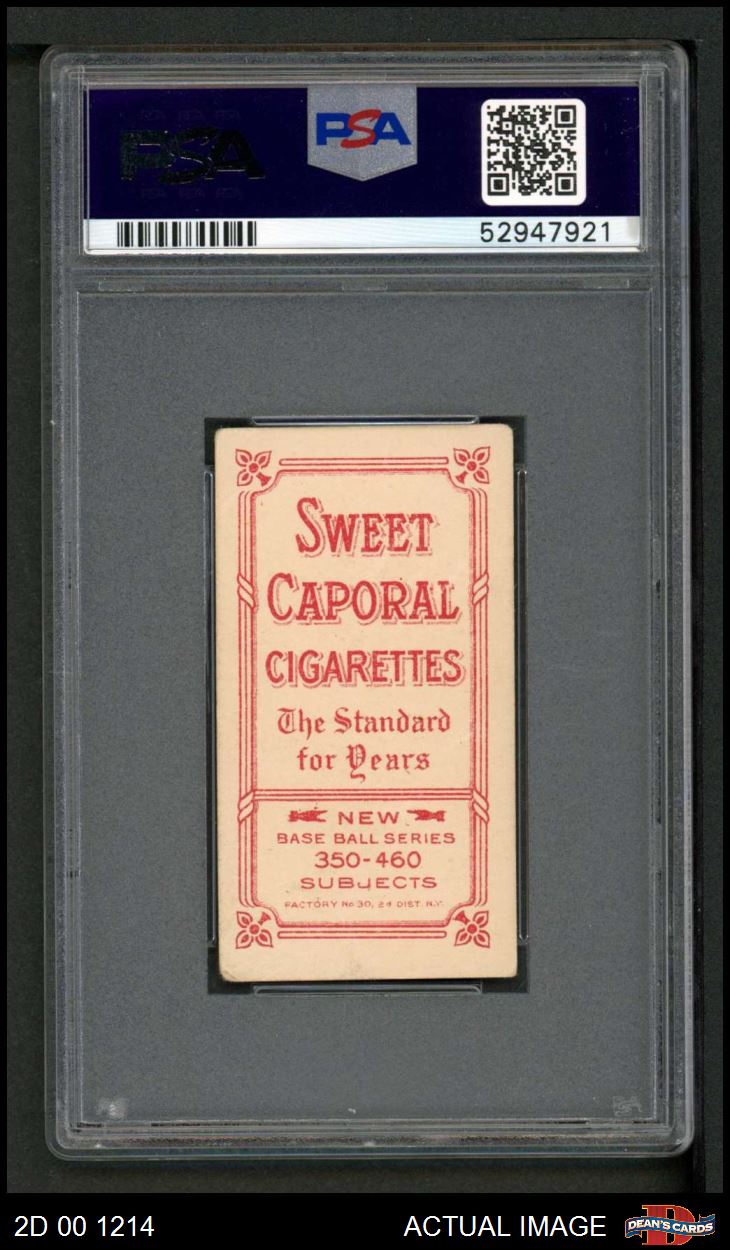 PSA
PSA
52947921
SWEET
CAPORAL
CIGARETTES
The Standard
for Years
NEW
BASE BALL SERIES
350-460
SUBJECTS
FACTORY No 30, 2d DIST. N.Y.
2D 00 1214
ACTUAL IMAGE
DEAN'S CARDS